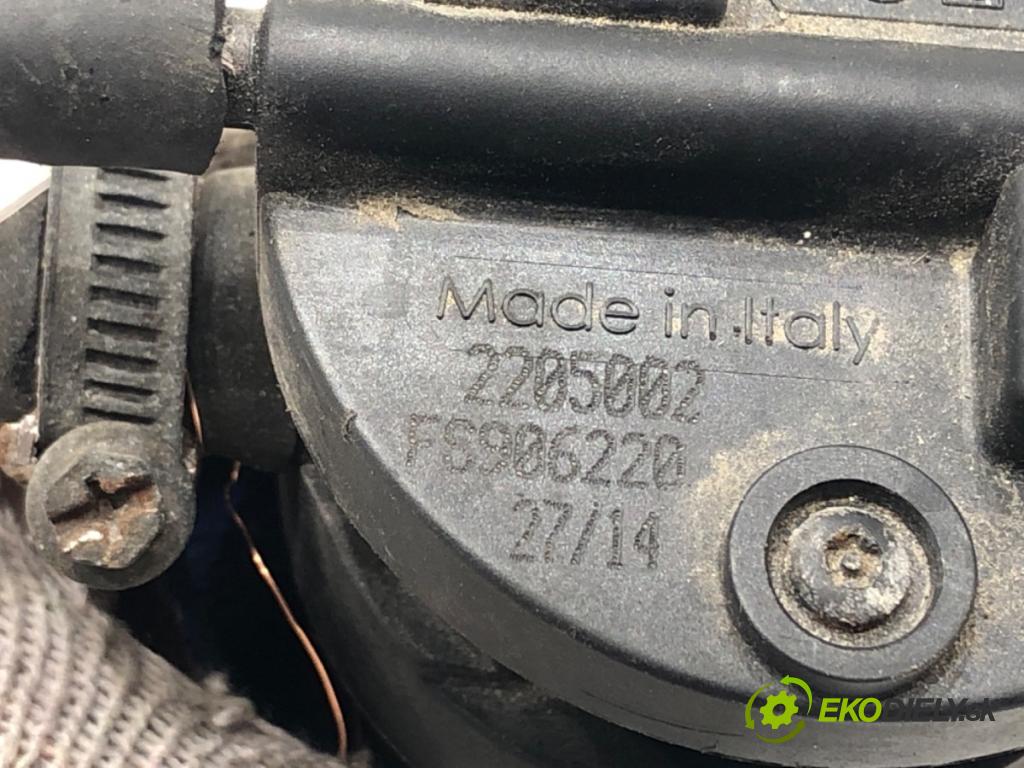 Made in Italy
2205002
FS906220
27/14
EKODIELY.sk